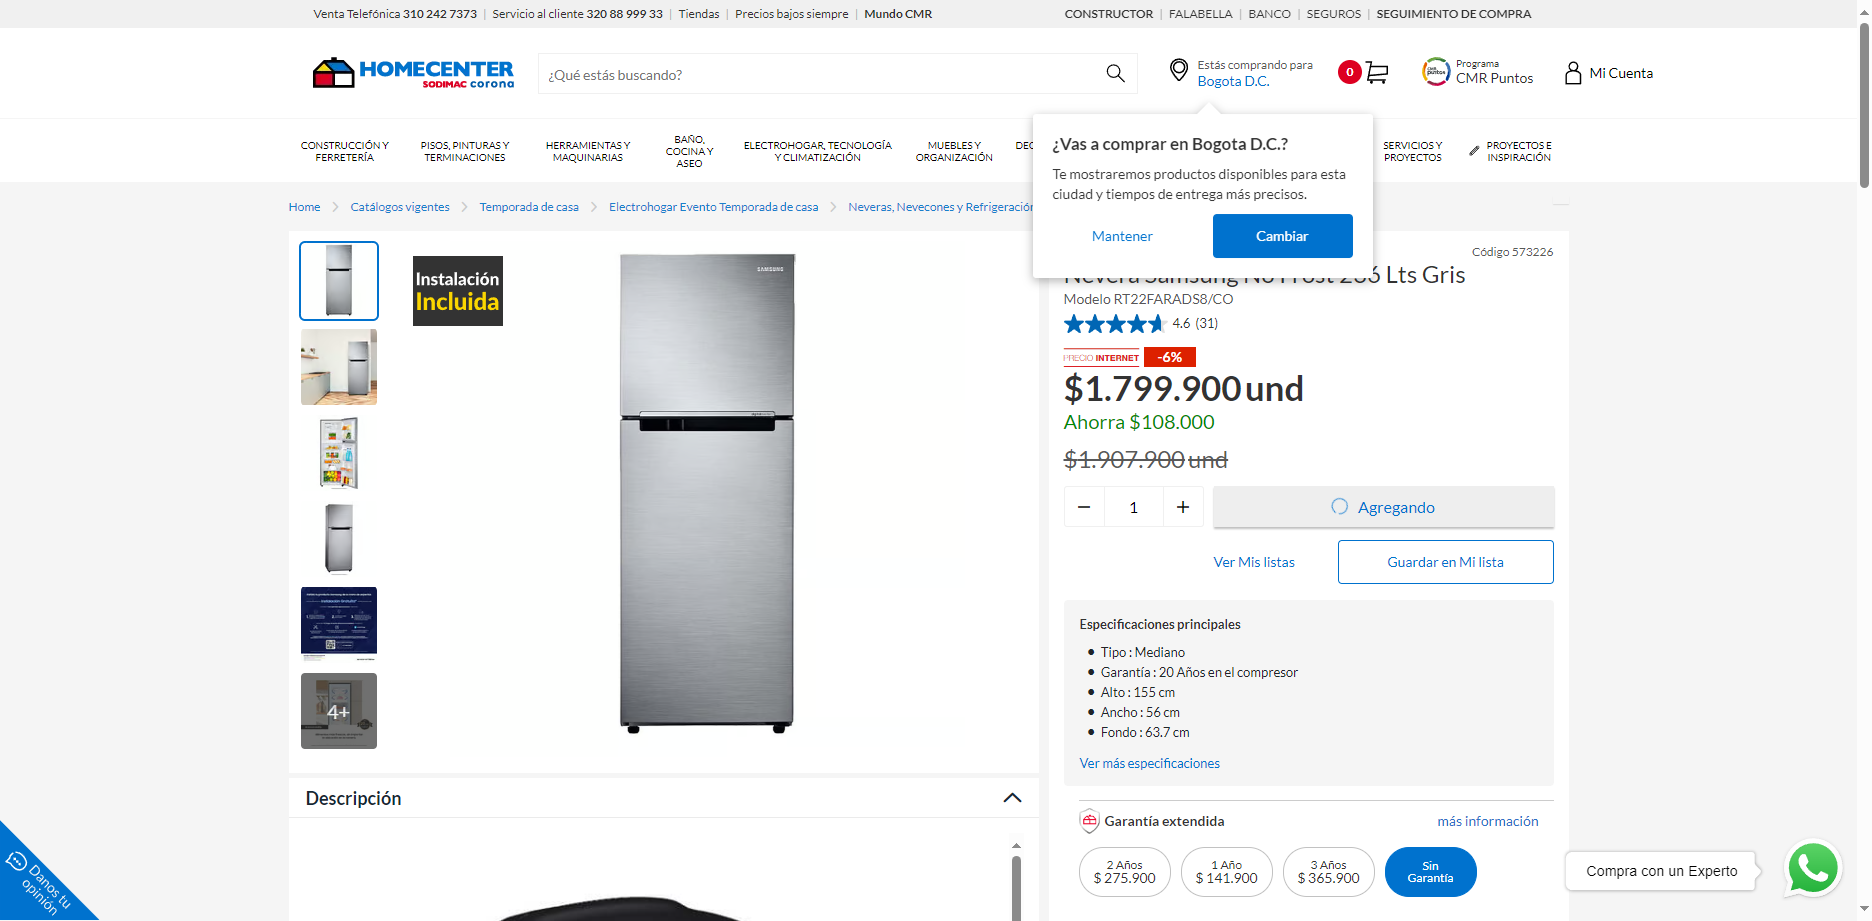 Venta Telefónica 310 242 7373 | Servicio al cliente 320 88 999 33 | Tiendas | Precios bajos siempre | Mundo CMR
CONSTRUCTOR | FALABELLA | BANCO | SEGUROS | SEGUIMIENTO DE COMPRA
HOMECENTER
SODIMAC corona
¿Qué estás buscando?
Estás comprando para
Bogota D.C.
0
Programa
CMR Puntos
Mi Cuenta
CONSTRUCCIÓN Y
FERRETERÍA
PISOS, PINTURAS Y
TERMINACIONES
HERRAMIENTAS Y
MAQUINARIAS
BAÑO,
COCINA Y
ASEO
ELECTROHOGAR, TECNOLOGÍA
Y CLIMATIZACIÓN
MUEBLES Y
ORGANIZACIÓN
SERVICIOS Y
PROYECTOS
PROYECTOS E
INSPIRACIÓN
¿Vas a comprar en Bogota D.C.?
Te mostraremos productos disponibles para esta
ciudad y tiempos de entrega más precisos.
Mantener
Cambiar
Home
Catálogos vigentes
Temporada de casa
Electrohogar Evento Temporada de casa
Neveras, Nevecones y Refrigeración
Instalación
Incluida
SAMSUNG
4+
Código 573226
Nevera Samsung No Frost 236 Lts Gris
Modelo RT22FARADS8/CO
4.6 (31)
PRECIO INTERNET -6%
$1.799.900 und
Ahorra $108.000
$1.907.900 und
− 1 +
Agregando
Ver Mis listas
Guardar en Mi lista
Especificaciones principales
• Tipo : Mediano
• Garantía : 20 Años en el compresor
• Alto : 155 cm
• Ancho : 56 cm
• Fondo : 63.7 cm
Ver más especificaciones
Garantía extendida
más información
2 Años
$ 275.900
1 Año
$ 141.900
3 Años
$ 365.900
Sin
Garantía
Descripción
Danos tu
opinión
Compra con un Experto